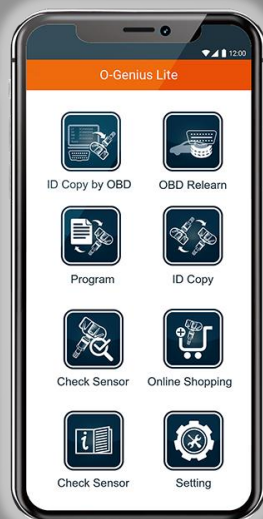 12:00
O-Genius Lite
ID Copy by OBD
OBD Relearn
Program
ID Copy
Check Sensor
Online Shopping
Check Sensor
Setting